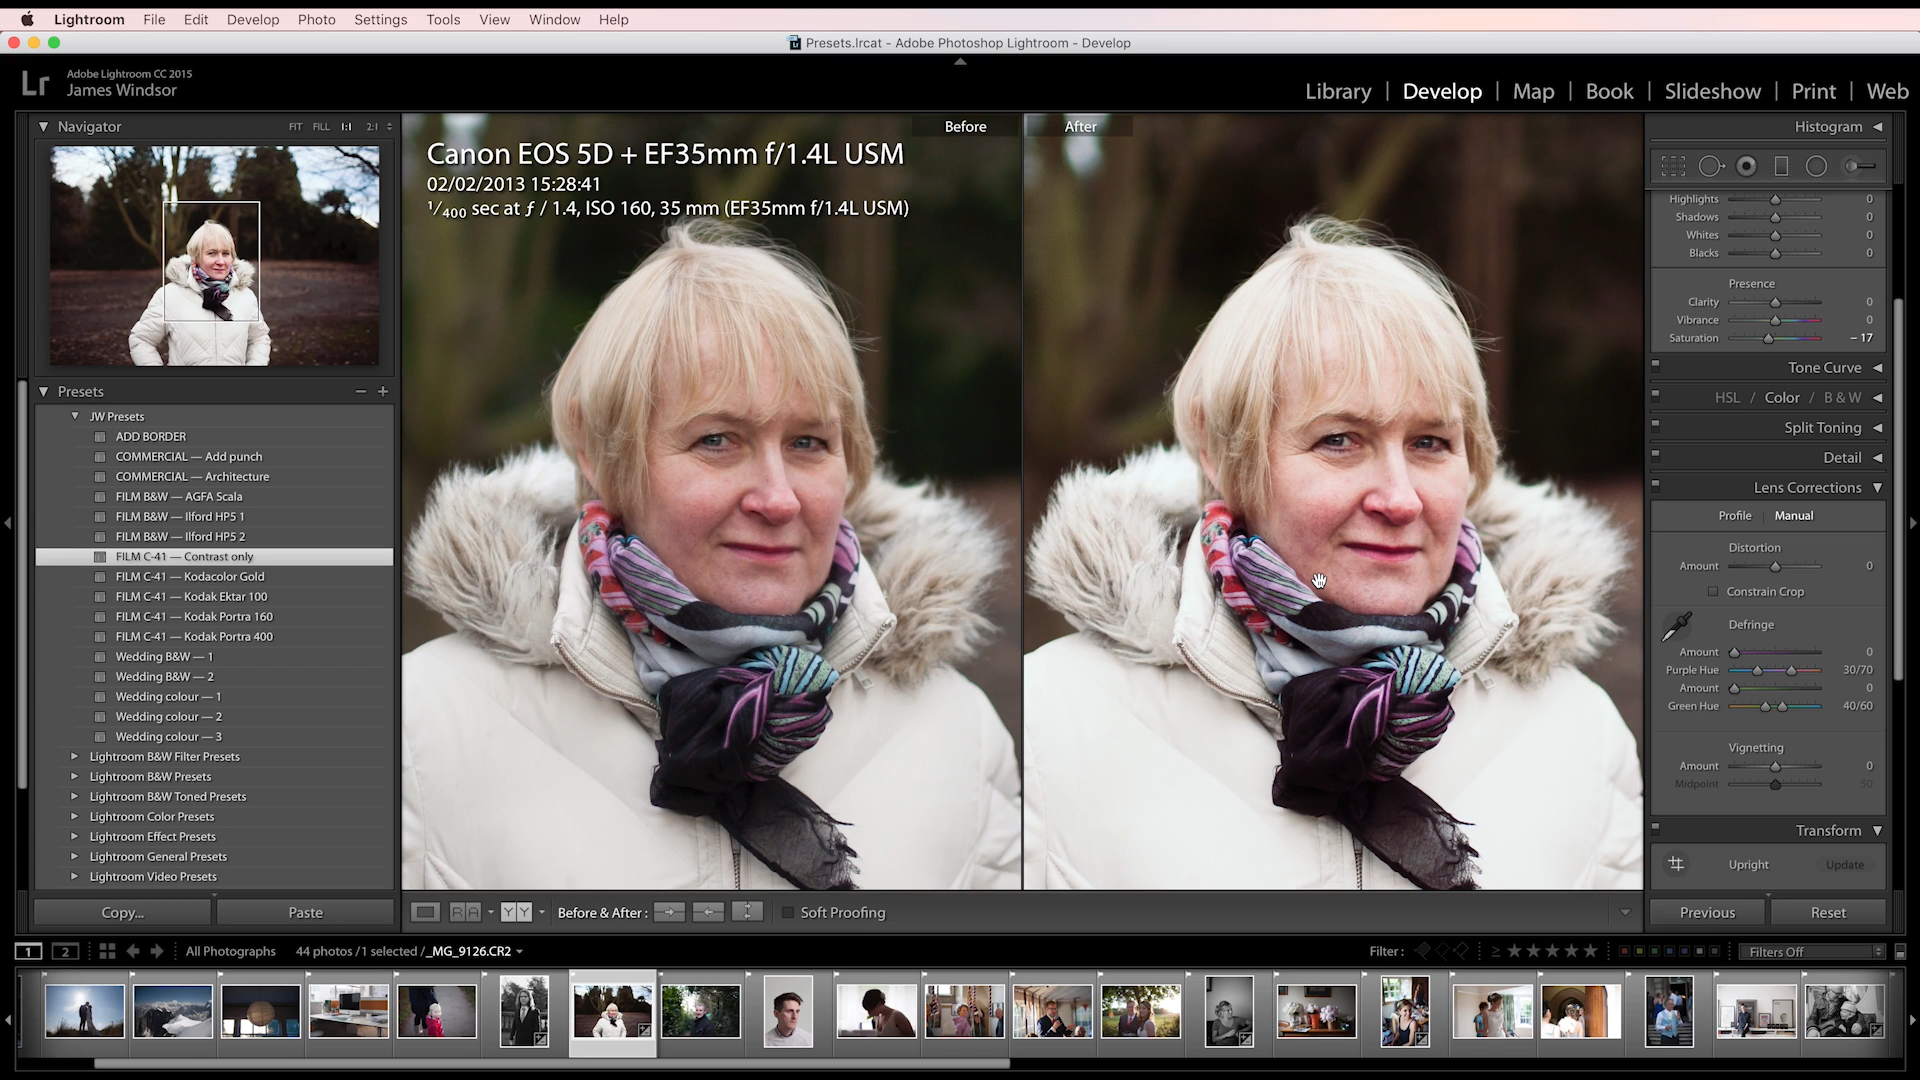 Lightroom File Edit Develop Photo Settings Tools View Window Help
Presets.lrcat - Adobe Photoshop Lightroom - Develop
Lr
Adobe Lightroom CC 2015
James Windsor
Library | Develop | Map | Book | Slideshow | Print | Web
Navigator FIT FILL 1:1 2:1
Presets
JW Presets
ADD BORDER
COMMERCIAL — Add punch
COMMERCIAL — Architecture
FILM B&W — AGFA Scala
FILM B&W — Ilford HP5 1
FILM B&W — Ilford HP5 2
FILM C-41 — Contrast only
FILM C-41 — Kodacolor Gold
FILM C-41 — Kodak Ektar 100
FILM C-41 — Kodak Portra 160
FILM C-41 — Kodak Portra 400
Wedding B&W — 1
Wedding B&W — 2
Wedding colour — 1
Wedding colour — 2
Wedding colour — 3
Lightroom B&W Filter Presets
Lightroom B&W Presets
Lightroom B&W Toned Presets
Lightroom Color Presets
Lightroom Effect Presets
Lightroom General Presets
Lightroom Video Presets
Copy... Paste
Before After
Canon EOS 5D + EF35mm f/1.4L USM
02/02/2013 15:28:41
1/400 sec at ƒ / 1.4, ISO 160, 35 mm (EF35mm f/1.4L USM)
R A Y Y Before & After : Soft Proofing
Histogram
Highlights 0
Shadows 0
Whites 0
Blacks 0
Presence
Clarity 0
Vibrance 0
Saturation – 17
Tone Curve
HSL / Color / B & W
Split Toning
Detail
Lens Corrections
Profile | Manual
Distortion
Amount 0
Constrain Crop
Defringe
Amount 0
Purple Hue 30/70
Amount 0
Green Hue 40/60
Vignetting
Amount 0
Midpoint 50
Transform
Upright Update
Previous Reset
1 2 All Photographs 44 photos /1 selected /_MG_9126.CR2 Filter : ≥ ★★★★★ Filters Off